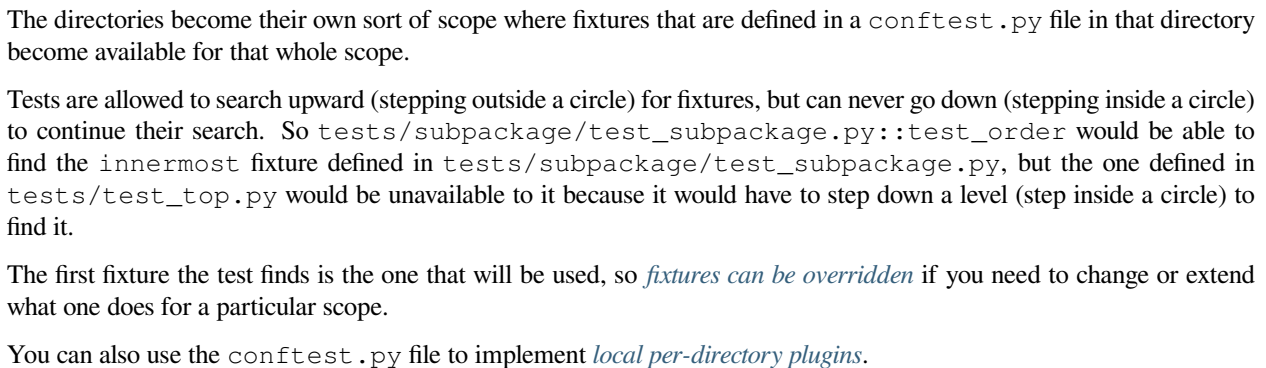 The directories become their own sort of scope where fixtures that are defined in a conftest.py file in that directory
become available for that whole scope.
Tests are allowed to search upward (stepping outside a circle) for fixtures, but can never go down (stepping inside a circle)
to continue their search. So tests/subpackage/test_subpackage.py::test_order would be able to
find the innermost fixture defined in tests/subpackage/test_subpackage.py, but the one defined in
tests/test_top.py would be unavailable to it because it would have to step down a level (step inside a circle) to
find it.
The first fixture the test finds is the one that will be used, so fixtures can be overridden if you need to change or extend
what one does for a particular scope.
You can also use the conftest.py file to implement local per-directory plugins.